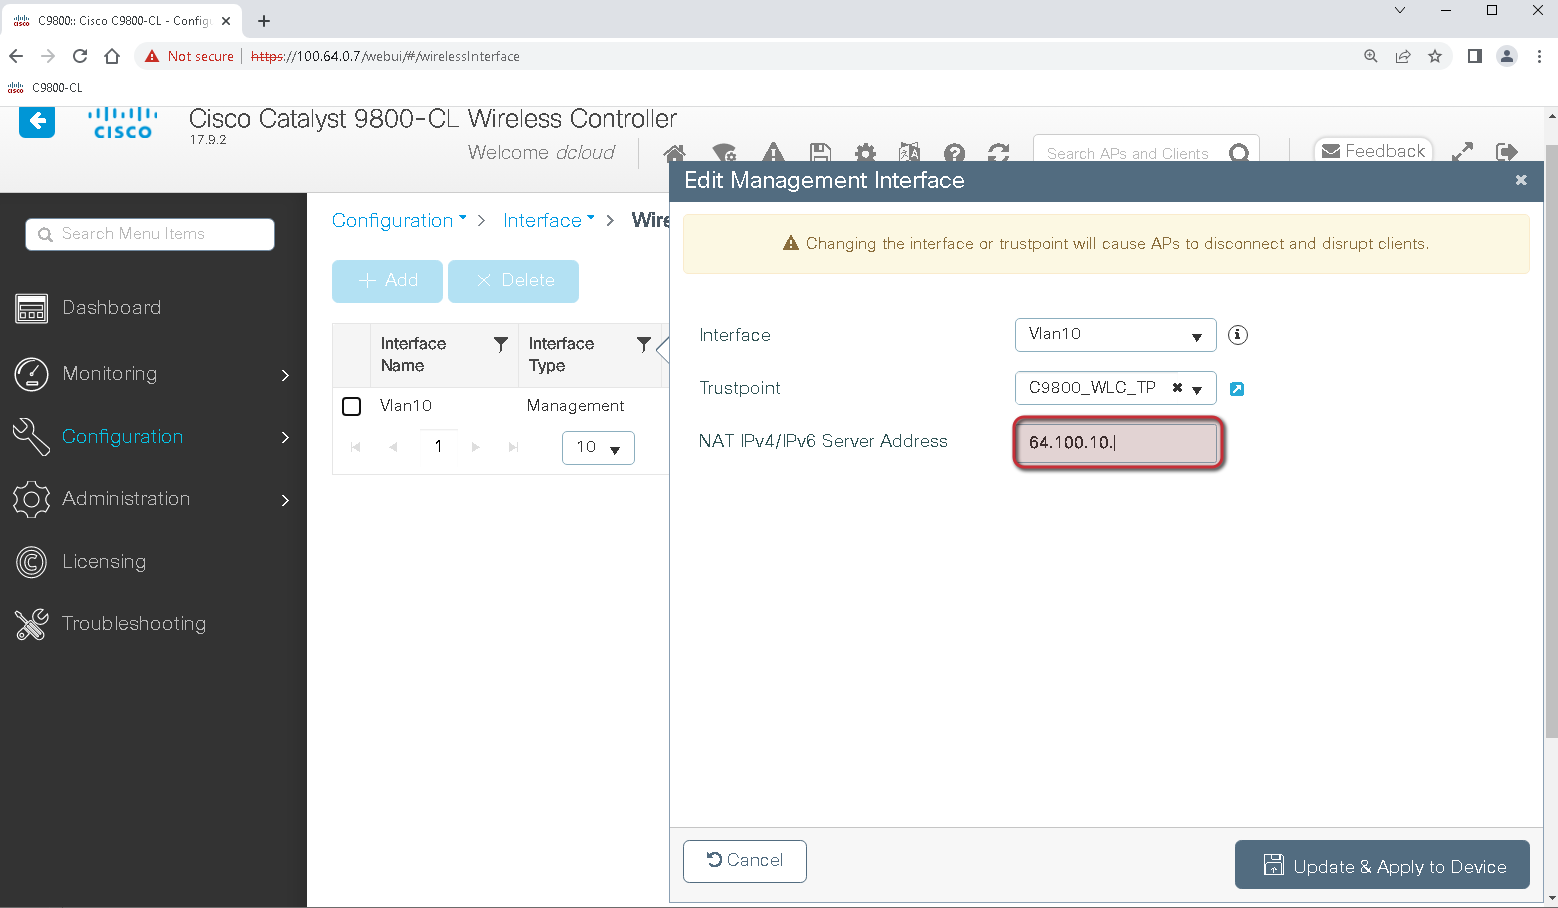 C9800:: Cisco C9800-CL - Config
Not secure https://100.64.0.7/webui/#/wirelessInterface
C9800-CL
CISCO
Cisco Catalyst 9800-CL Wireless Controller
17.9.2
Welcome dcloud
Search APs and Clients
Feedback
Edit Management Interface
Search Menu Items
Dashboard
Monitoring
Configuration
Administration
Licensing
Troubleshooting
Configuration > Interface > Wire
Add
Delete
Interface Name
Interface Type
Vlan10 Management
1 10
Changing the interface or trustpoint will cause APs to disconnect and disrupt clients.
Interface Vlan10
Trustpoint C9800_WLC_TP
NAT IPv4/IPv6 Server Address 64.100.10.
Cancel
Update & Apply to Device